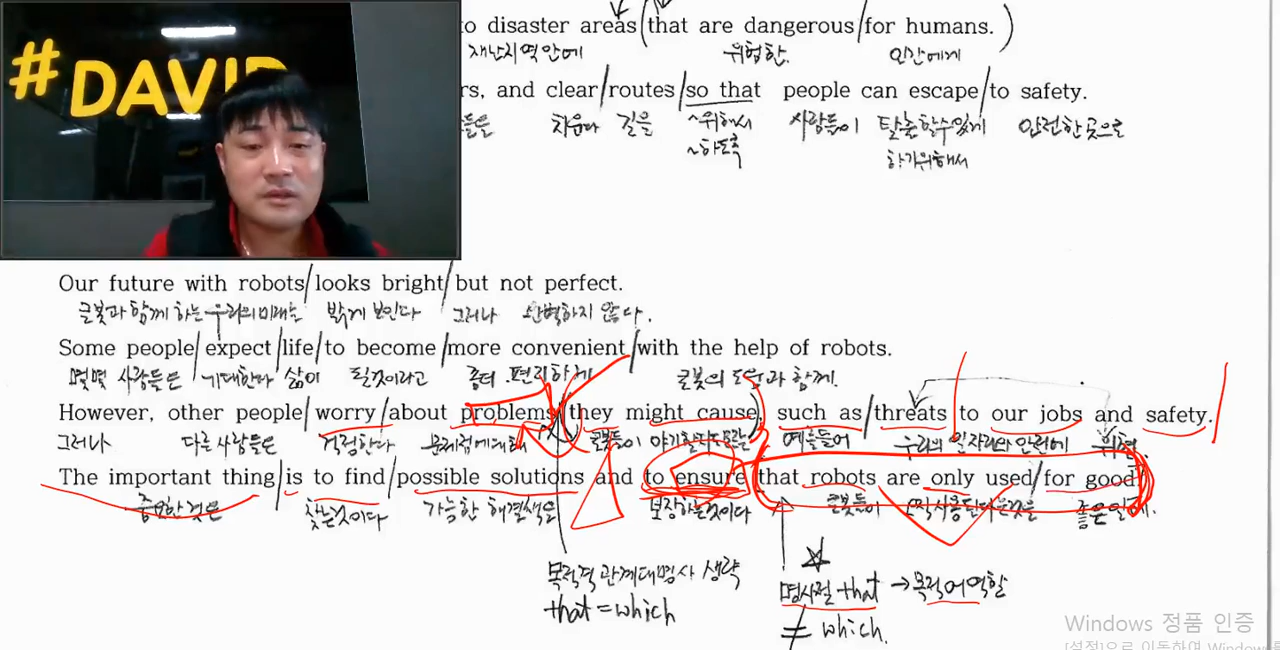 #DAVID
to disaster areas (that are dangerous/for humans.)
재난지역안에 위험한. 인간에게
rs, and clear/routes/so that people can escape/to safety.
들을 치운다 길을 ~위해서 사람들이 탈출할수있게 안전한곳으로
~하도록 하기위해서
Our future with robots/looks bright/but not perfect.
로봇과 함께 하는 우리의미래는 밝게 보인다 그러나 완벽하지 않다.
Some people/expect/life/to become/more convenient/with the help of robots.
몇몇 사람들은 기대한다 삶이 될것이라고 좀더 편리하게 로봇의 도움과 함께.
However, other people/worry/about problems (they might cause), such as/threats/to our jobs and safety.
그러나 다른 사람들은 걱정한다 문제점에대해 로봇들이 야기할지도모를 예를들어 우리의 일자리와 안전에 위협.
The important thing/is to find/possible solutions and to ensure (that robots are only used/for good)
중요한것은 찾는것이다 가능한 해결책을 보장하는것이다 로봇들이 오직사용된다는것을 좋은일에.
목적격 관계대명사 생략
that = which
명사절 that → 목적어역할
≠ which.
Windows 정품 인증